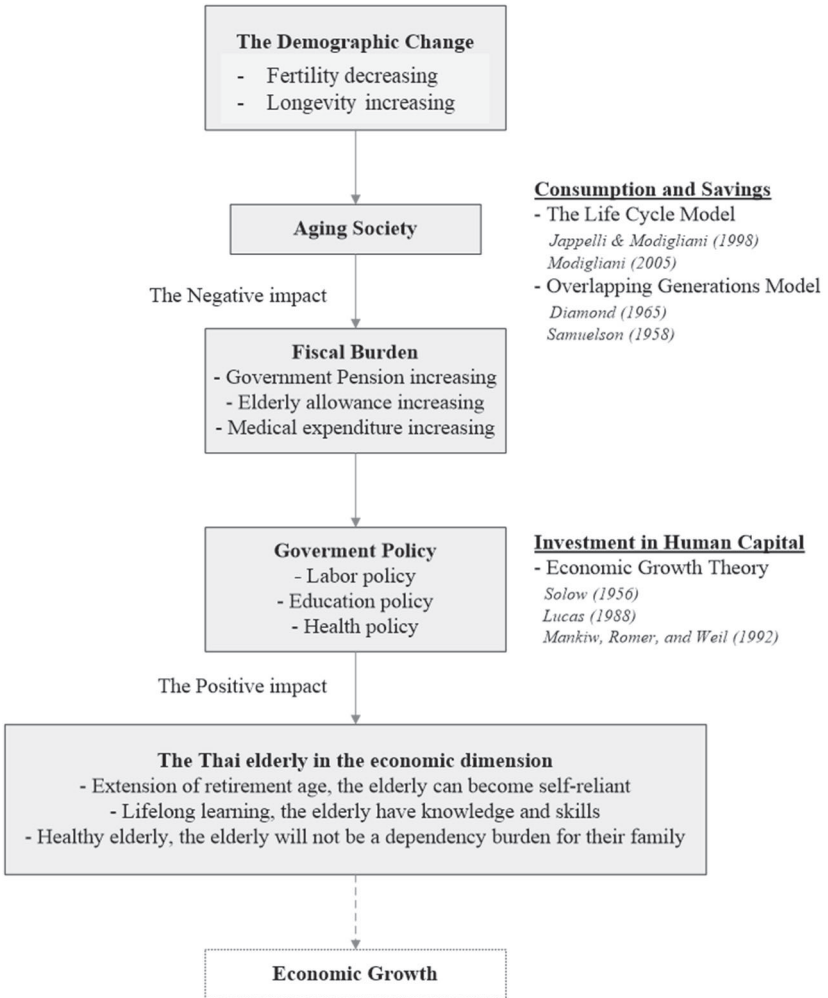 The Demographic Change
- Fertility decreasing
- Longevity increasing
Aging Society
Consumption and Savings
- The Life Cycle Model
Jappelli & Modigliani (1998)
Modigliani (2005)
- Overlapping Generations Model
Diamond (1965)
Samuelson (1958)
The Negative impact
Fiscal Burden
- Government Pension increasing
- Elderly allowance increasing
- Medical expenditure increasing
Goverment Policy
- Labor policy
- Education policy
- Health policy
Investment in Human Capital
- Economic Growth Theory
Solow (1956)
Lucas (1988)
Mankiw, Romer, and Weil (1992)
The Positive impact
The Thai elderly in the economic dimension
- Extension of retirement age, the elderly can become self-reliant
- Lifelong learning, the elderly have knowledge and skills
- Healthy elderly, the elderly will not be a dependency burden for their family
Economic Growth